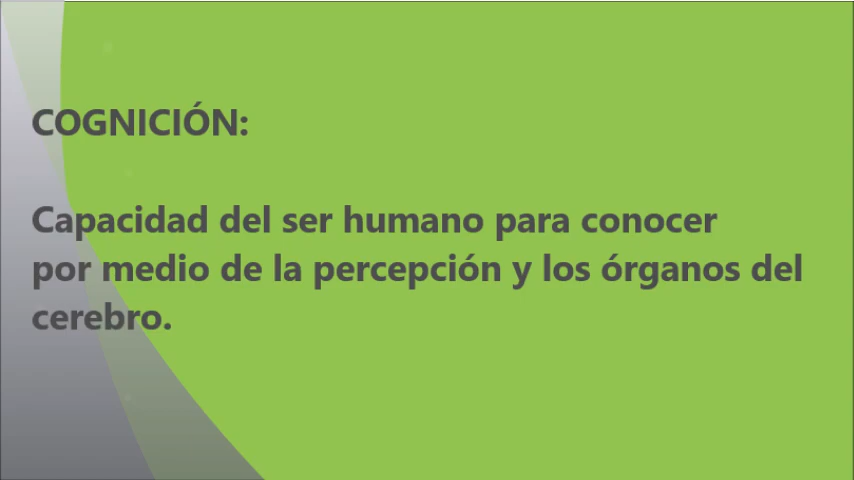 COGNICIÓN:
Capacidad del ser humano para conocer
por medio de la percepción y los órganos del
cerebro.